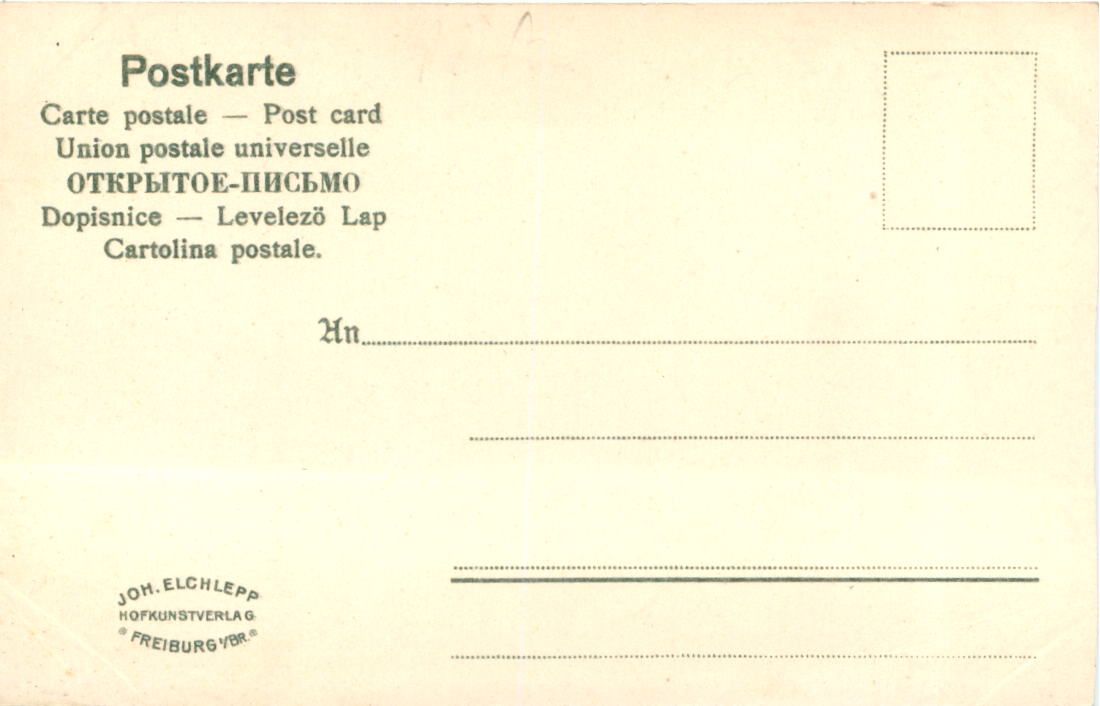 Postkarte
Carte postale — Post card
Union postale universelle
ОТКРЫТОЕ-ПИСЬМО
Dopisnice — Levelezö Lap
Cartolina postale.
An
JOH. ELCHLEPP
HOFKUNSTVERLAG
FREIBURG i/BR.